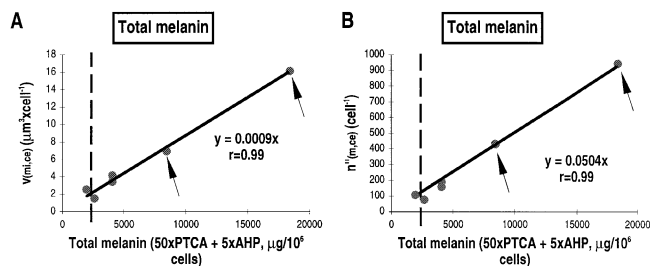 A
Total melanin
V(mi,ce) (µm³xcell⁻¹)
18
16
14
12
10
8
6
4
2
0
y = 0.0009x
r=0.99
0
5000
10000
15000
20000
Total melanin (50xPTCA + 5xAHP, µg/10⁶
cells)
B
Total melanin
(m,ce) (cell⁻¹)
1000
900
800
700
600
500
400
300
200
100
0
y = 0.0504x
r=0.99
0
5000
10000
15000
20000
Total melanin (50xPTCA + 5xAHP, µg/10⁶
cells)